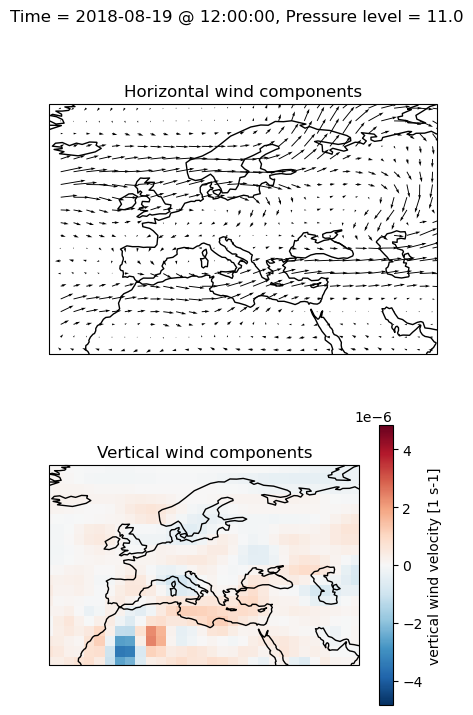 Time = 2018-08-19 @ 12:00:00, Pressure level = 11.0
Horizontal wind components
1e−6
Vertical wind components
4
2
0
−2
−4
vertical wind velocity [1 s-1]